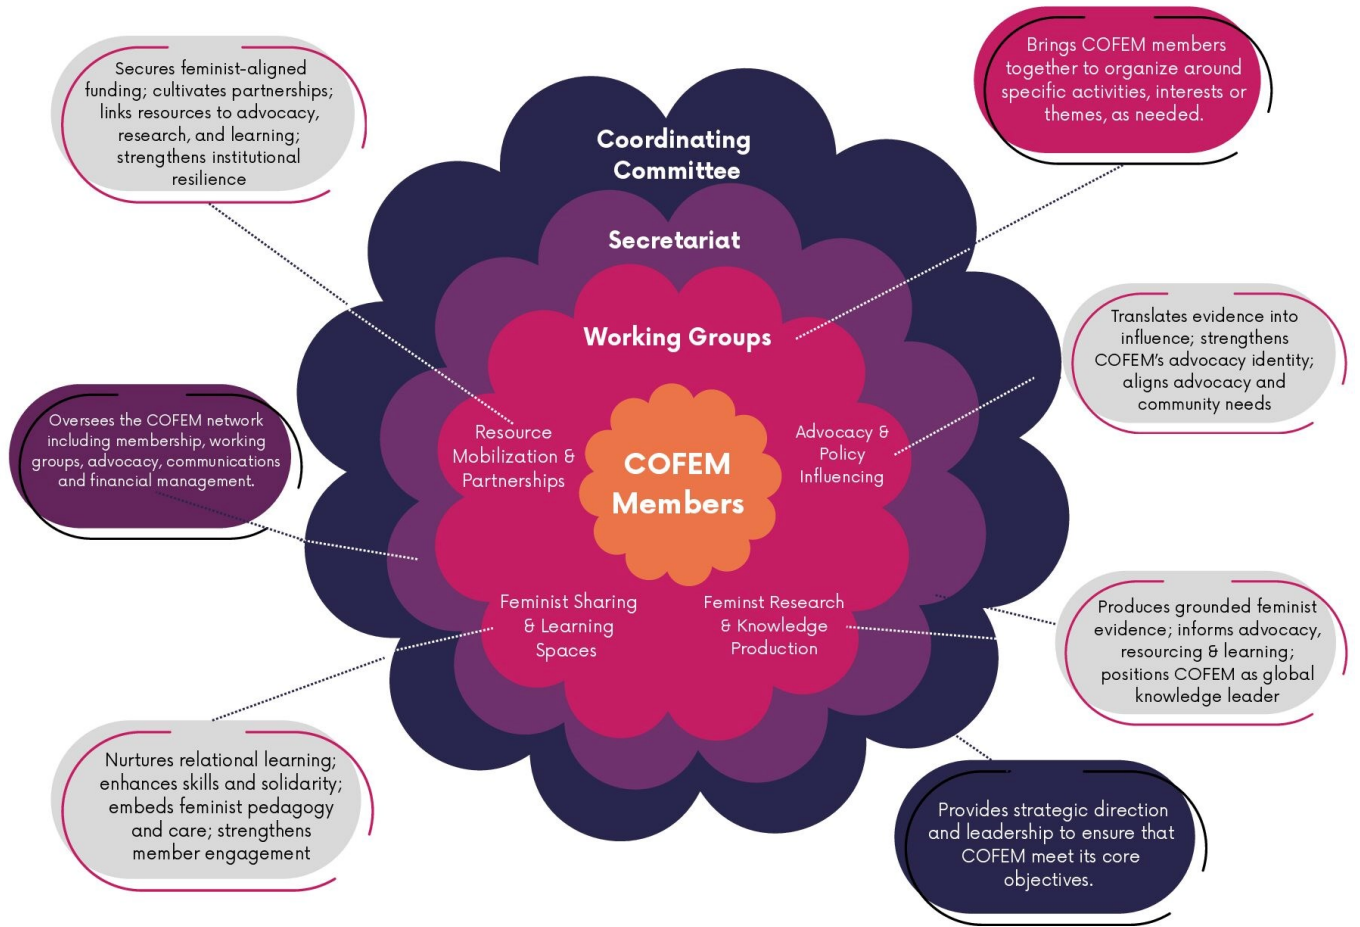 Secures feminist-aligned
funding; cultivates partnerships;
links resources to advocacy,
research, and learning;
strengthens institutional
resilience
Brings COFEM members
together to organize around
specific activities, interests or
themes, as needed.
Coordinating
Committee
Secretariat
Working Groups
Translates evidence into
influence; strengthens
COFEM's advocacy identity;
aligns advocacy and
community needs
Oversees the COFEM network
including membership, working
groups, advocacy, communications
and financial management.
Resource
Mobilization &
Partnerships
COFEM
Members
Advocacy &
Policy
Influencing
Feminist Sharing
& Learning
Spaces
Feminst Research
& Knowledge
Production
Produces grounded feminist
evidence; informs advocacy,
resourcing & learning;
positions COFEM as global
knowledge leader
Nurtures relational learning;
enhances skills and solidarity;
embeds feminist pedagogy
and care; strengthens
member engagement
Provides strategic direction
and leadership to ensure that
COFEM meet its core
objectives.